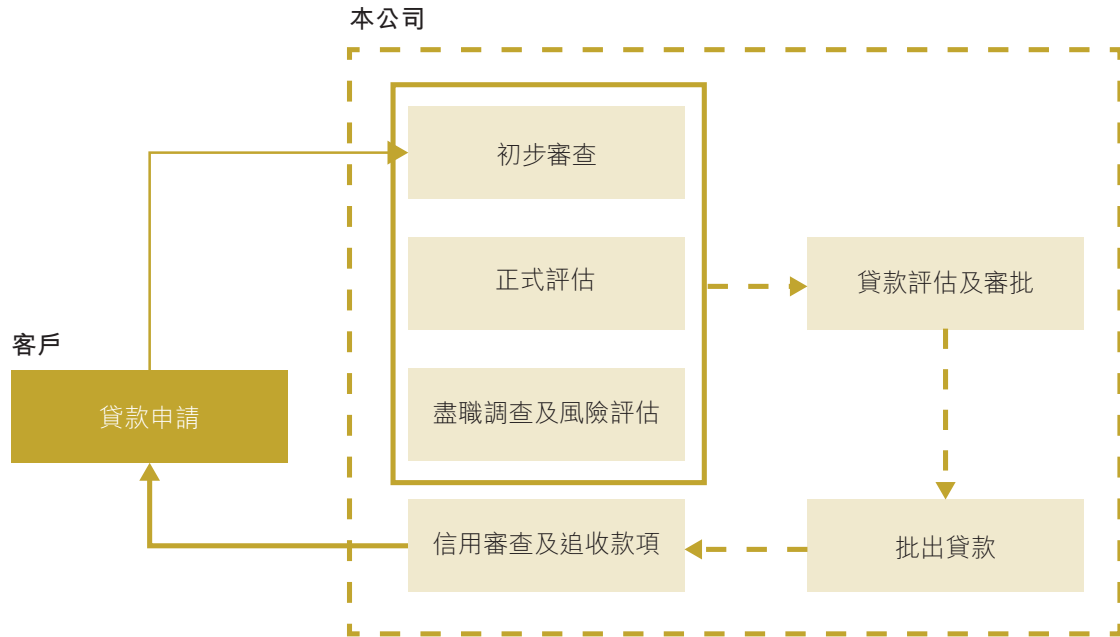 本公司
初步審查
正式評估
貸款評估及審批
客戶
貸款申請
盡職調查及風險評估
信用審查及追收款項
批出貸款